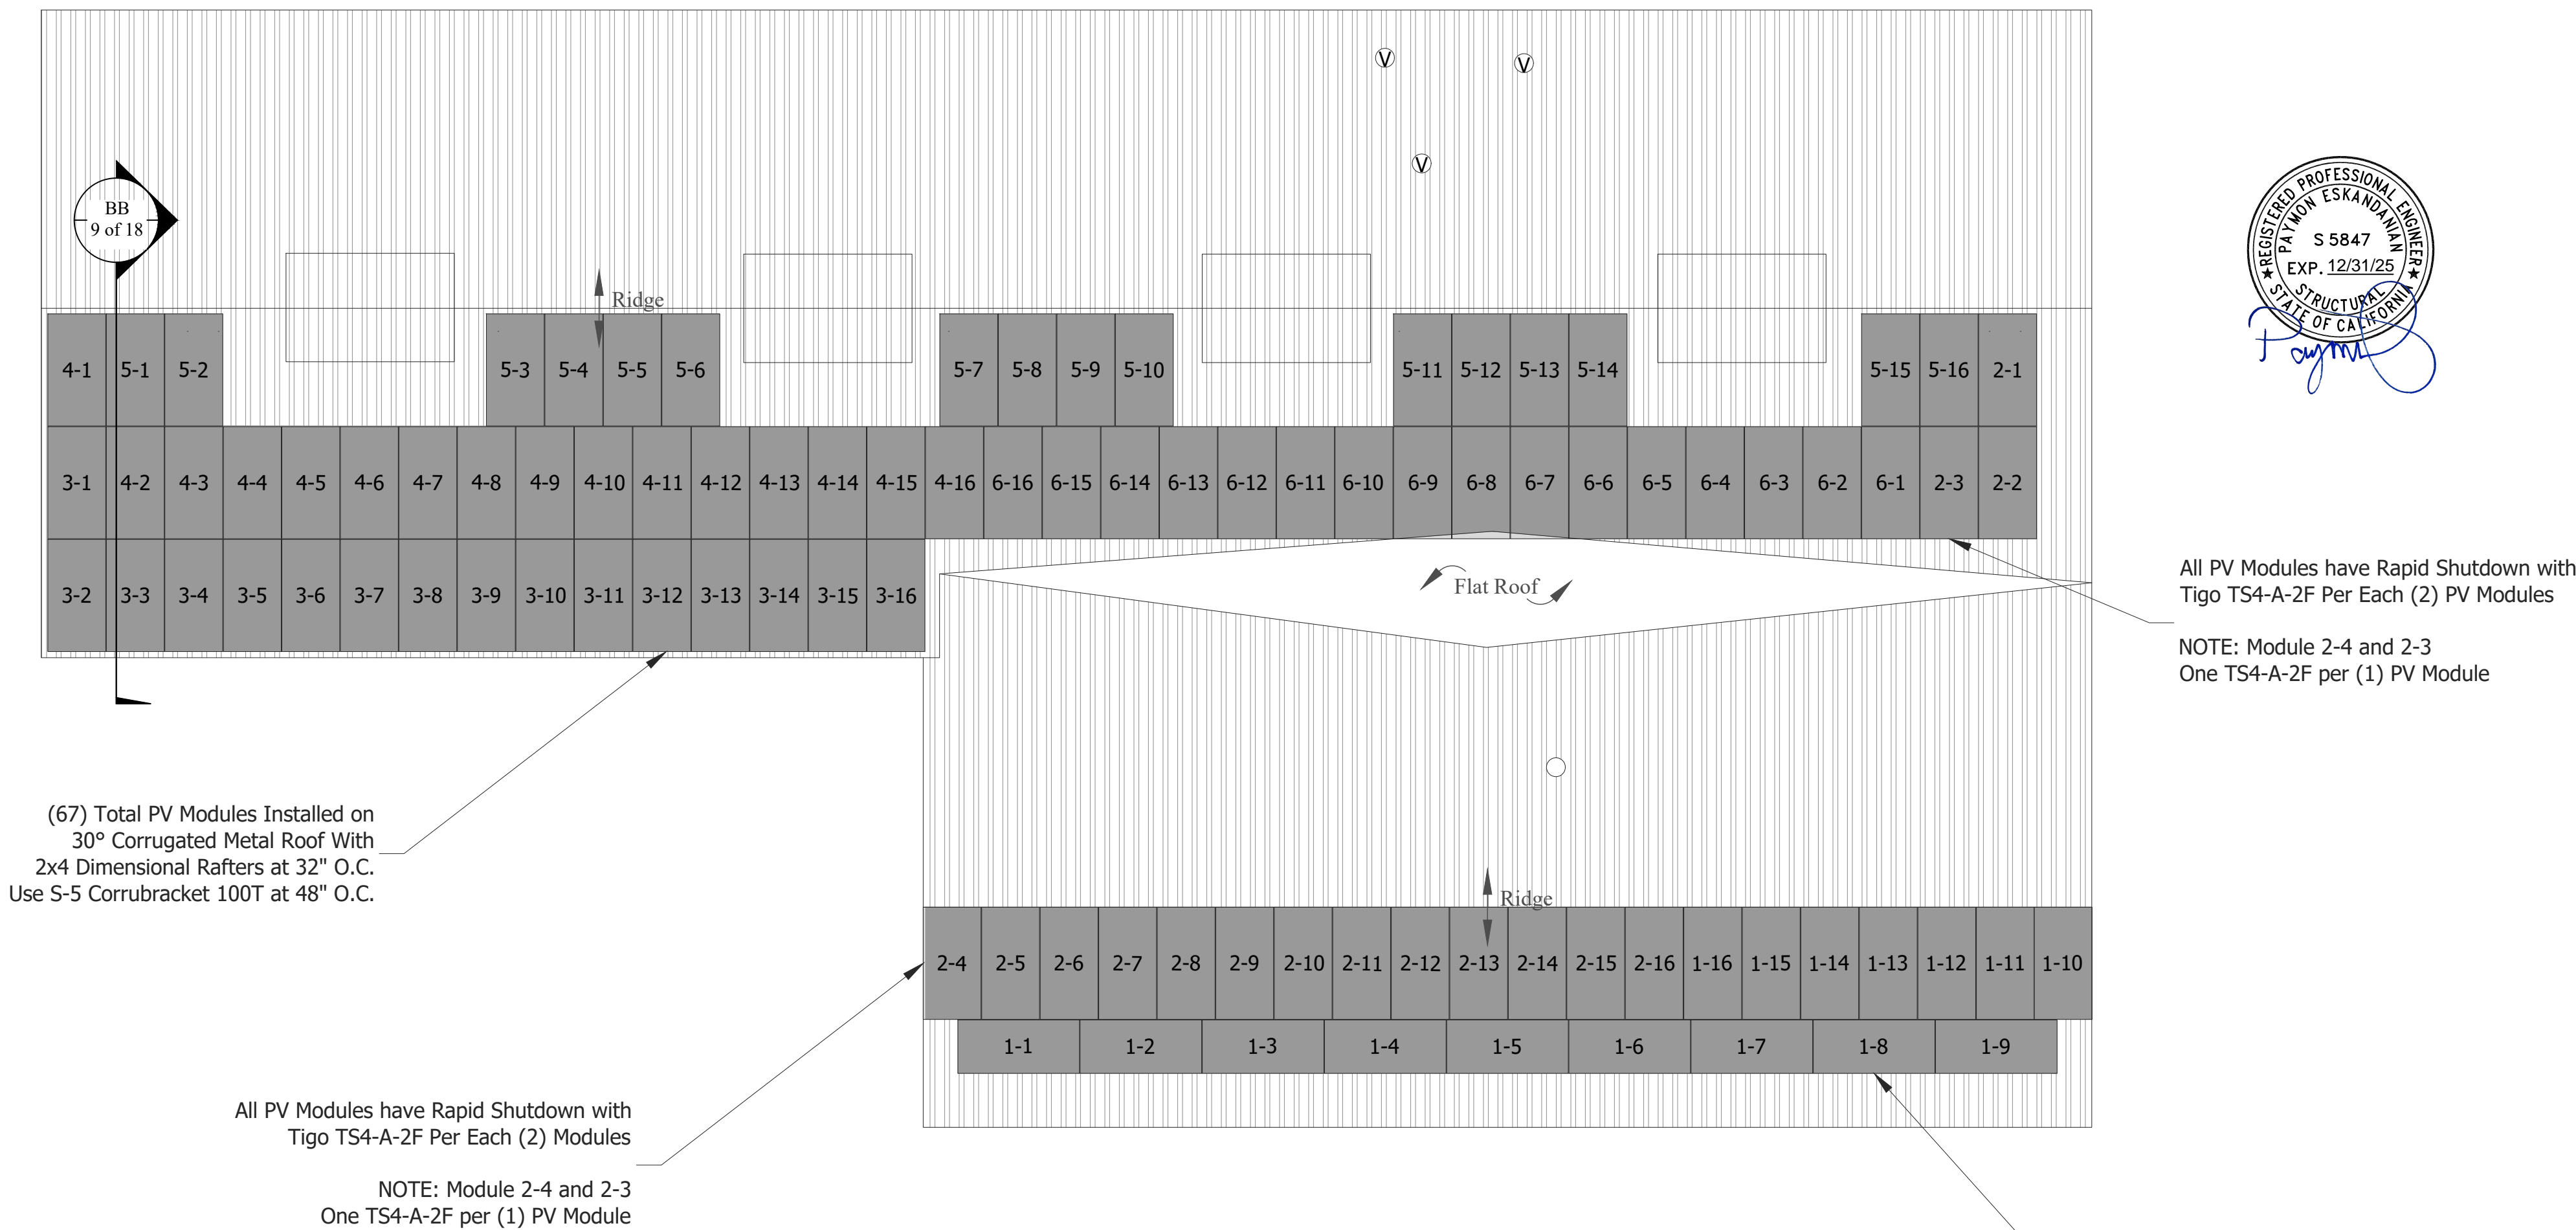 V
V
V
BB
9 of 18
REGISTERED PROFESSIONAL ENGINEER
PAYMON ESKANDANIAN
S 5847
EXP. 12/31/25
STRUCTURAL
STATE OF CALIFORNIA
Ridge
4-1 5-1 5-2 5-3 5-4 5-5 5-6 5-7 5-8 5-9 5-10 5-11 5-12 5-13 5-14 5-15 5-16 2-1
3-1 4-2 4-3 4-4 4-5 4-6 4-7 4-8 4-9 4-10 4-11 4-12 4-13 4-14 4-15 4-16 6-16 6-15 6-14 6-13 6-12 6-11 6-10 6-9 6-8 6-7 6-6 6-5 6-4 6-3 6-2 6-1 2-3 2-2
3-2 3-3 3-4 3-5 3-6 3-7 3-8 3-9 3-10 3-11 3-12 3-13 3-14 3-15 3-16
Flat Roof
All PV Modules have Rapid Shutdown with
Tigo TS4-A-2F Per Each (2) PV Modules
NOTE: Module 2-4 and 2-3
One TS4-A-2F per (1) PV Module
(67) Total PV Modules Installed on
30° Corrugated Metal Roof With
2x4 Dimensional Rafters at 32" O.C.
Use S-5 Corrubracket 100T at 48" O.C.
Ridge
2-4 2-5 2-6 2-7 2-8 2-9 2-10 2-11 2-12 2-13 2-14 2-15 2-16 1-16 1-15 1-14 1-13 1-12 1-11 1-10
1-1 1-2 1-3 1-4 1-5 1-6 1-7 1-8 1-9
All PV Modules have Rapid Shutdown with
Tigo TS4-A-2F Per Each (2) Modules
NOTE: Module 2-4 and 2-3
One TS4-A-2F per (1) PV Module